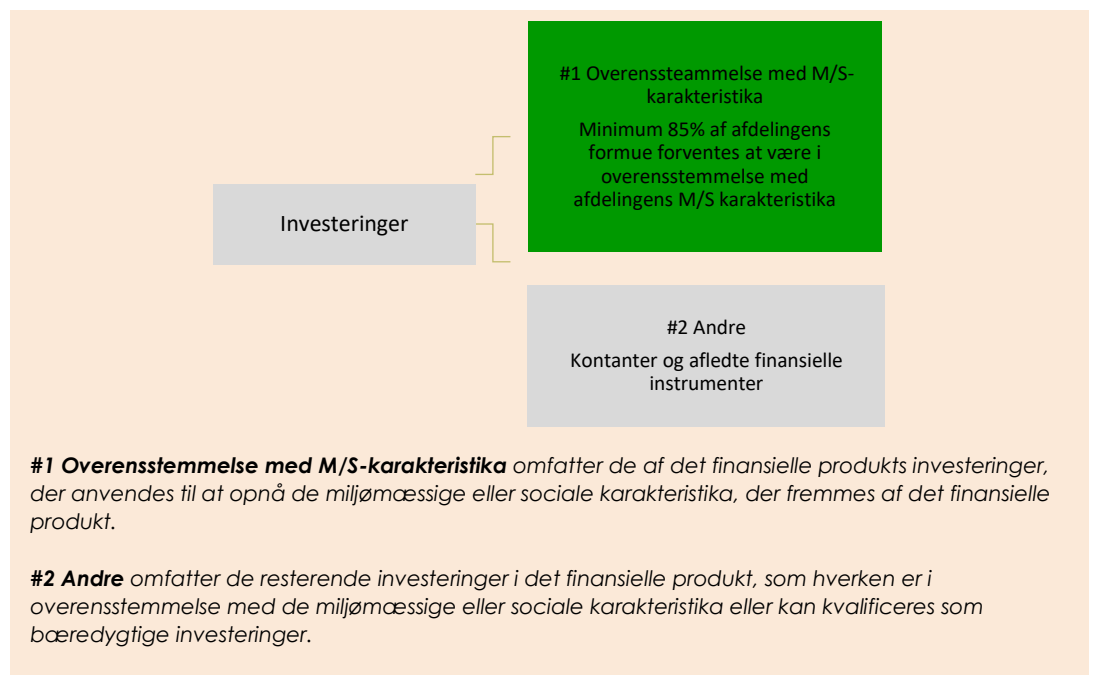 #1 Overenssteammelse med M/S-
karakteristika
Minimum 85% af afdelingens
formue forventes at være i
overensstemmelse med
afdelingens M/S karakteristika
Investeringer
#2 Andre
Kontanter og afledte finansielle
instrumenter
#1 Overensstemmelse med M/S-karakteristika omfatter de af det finansielle produkts investeringer,
der anvendes til at opnå de miljømæssige eller sociale karakteristika, der fremmes af det finansielle
produkt.
#2 Andre omfatter de resterende investeringer i det finansielle produkt, som hverken er i
overensstemmelse med de miljømæssige eller sociale karakteristika eller kan kvalificeres som
bæredygtige investeringer.